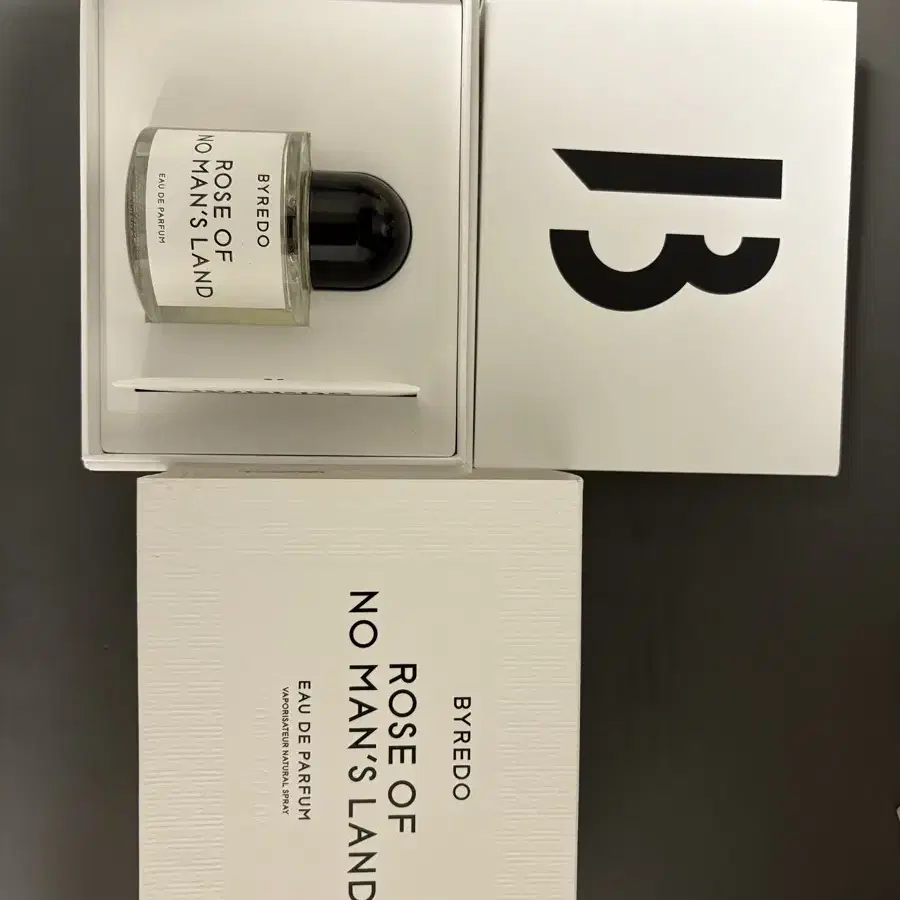 BYREDO
ROSE OF
NO MAN'S LAND
EAU DE PARFUM
B
BYREDO
ROSE OF
NO MAN'S LAND
EAU DE PARFUM
VAPORISATEUR NATURAL SPRAY